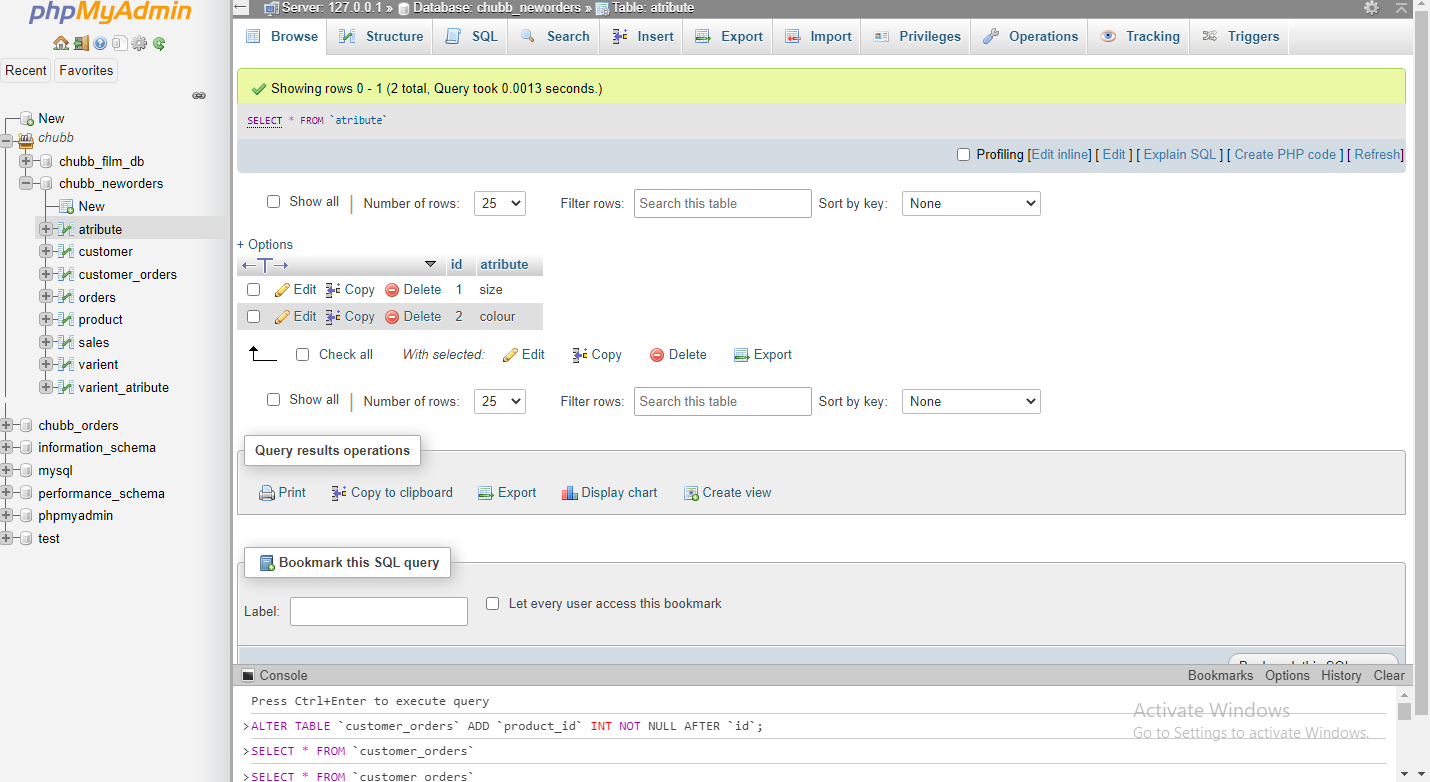 phpMyAdmin
Recent Favorites
New
chubb
chubb_film_db
chubb_neworders
New
atribute
customer
customer_orders
orders
product
sales
varient
varient_atribute
chubb_orders
information_schema
mysql
performance_schema
phpmyadmin
test
Server: 127.0.0.1 » Database: chubb_neworders » Table: atribute
Browse Structure SQL Search Insert Export Import Privileges Operations Tracking Triggers
Showing rows 0 - 1 (2 total, Query took 0.0013 seconds.)
SELECT * FROM `atribute`
Profiling [Edit inline] [ Edit ] [ Explain SQL ] [ Create PHP code ] [ Refresh]
Show all | Number of rows: 25 Filter rows: Search this table Sort by key: None
+ Options
←T→ id atribute
Edit Copy Delete 1 size
Edit Copy Delete 2 colour
Check all With selected: Edit Copy Delete Export
Show all | Number of rows: 25 Filter rows: Search this table Sort by key: None
Query results operations
Print Copy to clipboard Export Display chart Create view
Bookmark this SQL query
Label: Let every user access this bookmark
Console Bookmarks Options History Clear
Press Ctrl+Enter to execute query
>ALTER TABLE `customer_orders` ADD `product_id` INT NOT NULL AFTER `id`;
>SELECT * FROM `customer_orders`
>SELECT * FROM `customer_orders`
Activate Windows
Go to Settings to activate Windows.